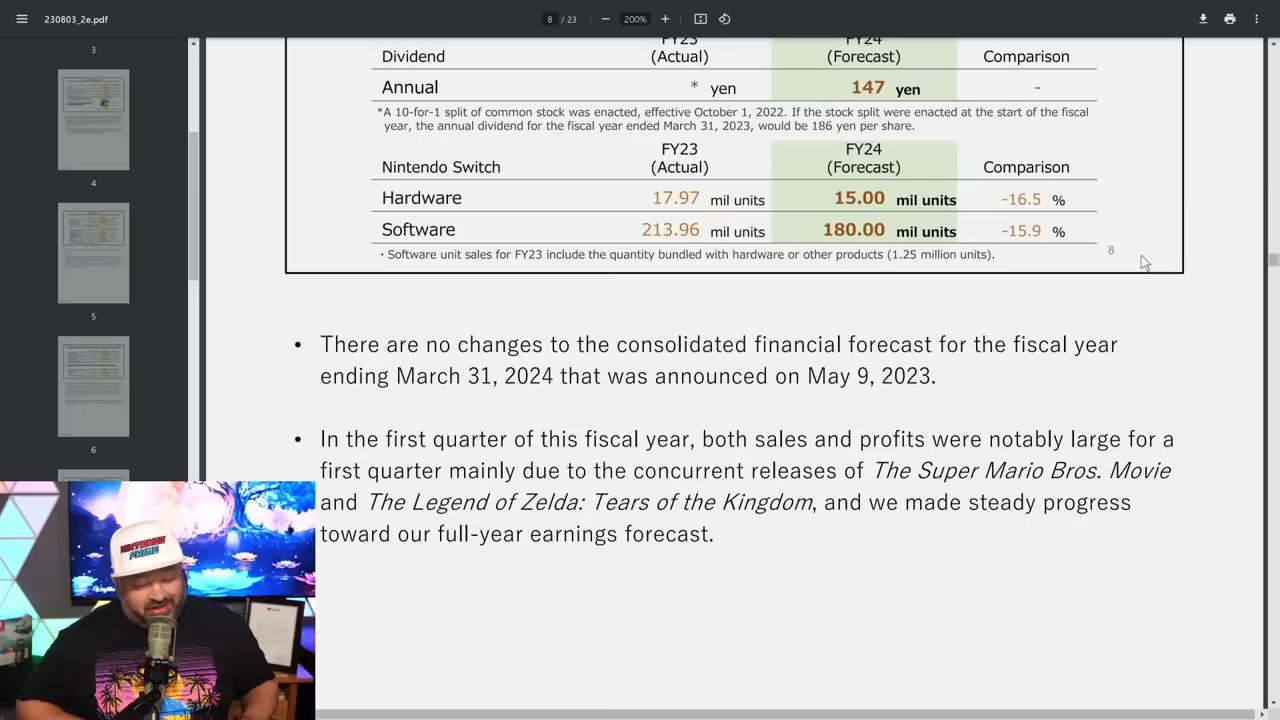 230803_2e.pdf
8 / 23
200%
3
4
5
6
FY23 FY24
Dividend (Actual) (Forecast) Comparison
Annual * yen 147 yen -
*A 10-for-1 split of common stock was enacted, effective October 1, 2022. If the stock split were enacted at the start of the fiscal
year, the annual dividend for the fiscal year ended March 31, 2023, would be 186 yen per share.
FY23 FY24
Nintendo Switch (Actual) (Forecast) Comparison
Hardware 17.97 mil units 15.00 mil units -16.5 %
Software 213.96 mil units 180.00 mil units -15.9 %
・Software unit sales for FY23 include the quantity bundled with hardware or other products (1.25 million units).
8
• There are no changes to the consolidated financial forecast for the fiscal year
ending March 31, 2024 that was announced on May 9, 2023.
• In the first quarter of this fiscal year, both sales and profits were notably large for a
first quarter mainly due to the concurrent releases of The Super Mario Bros. Movie
and The Legend of Zelda: Tears of the Kingdom, and we made steady progress
toward our full-year earnings forecast.
PRIME